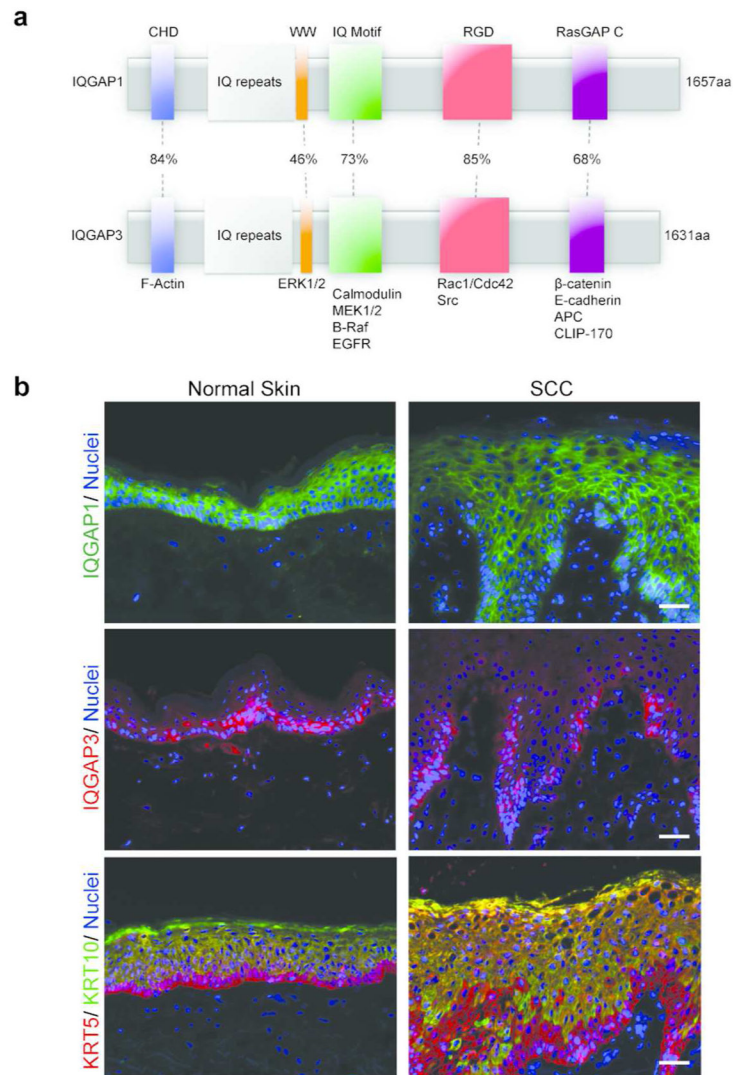 a
CHD WW IQ Motif RGD RasGAP C
IQGAP1 IQ repeats 1657aa
84% 46% 73% 85% 68%
IQGAP3 IQ repeats 1631aa
F-Actin ERK1/2 Calmodulin Rac1/Cdc42 β-catenin
MEK1/2 Src E-cadherin
B-Raf APC
EGFR CLIP-170
b
Normal Skin SCC
IQGAP1/ Nuclei
IQGAP3/ Nuclei
KRT5/ KRT10/ Nuclei